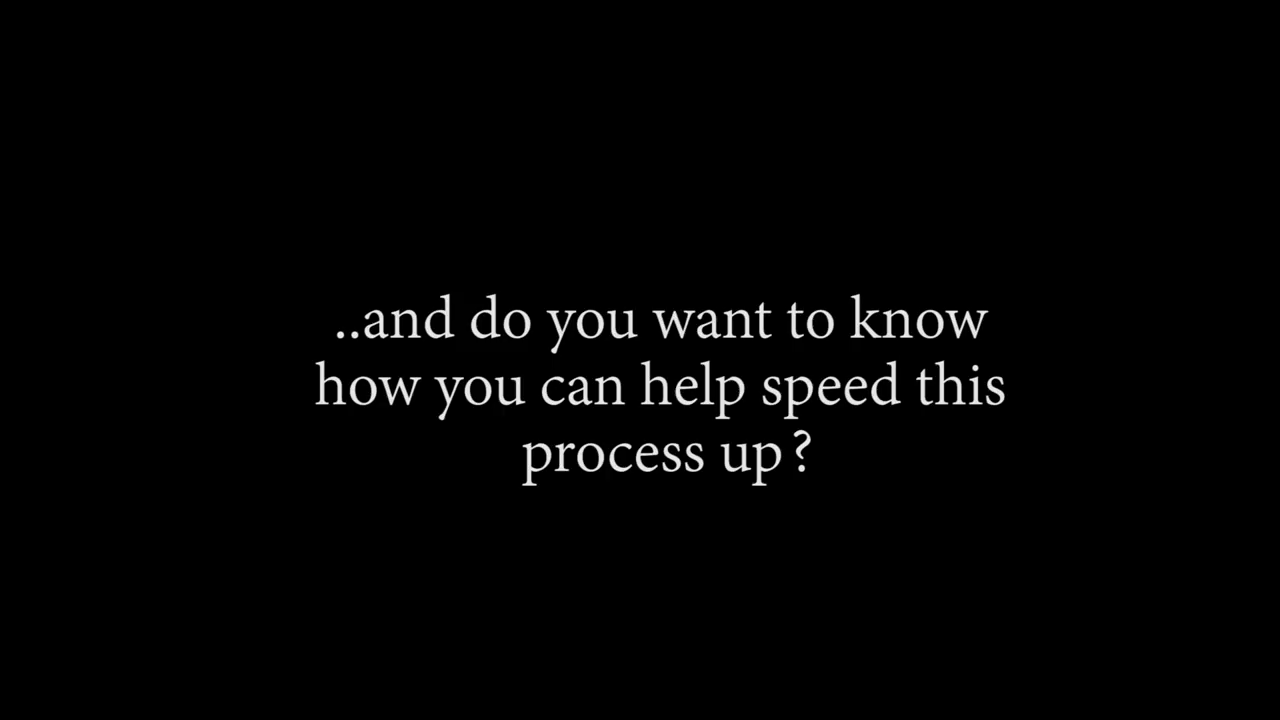 ..and do you want to know
how you can help speed this
process up?